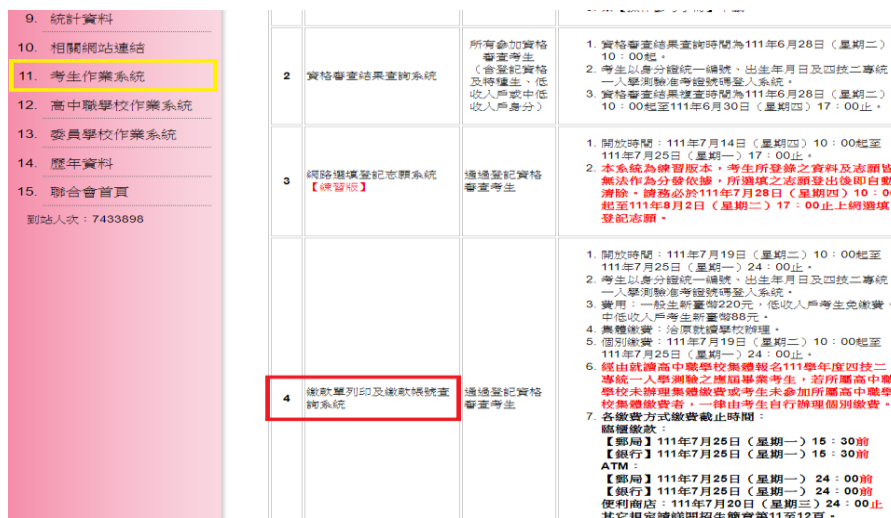 9. 統計資料
10. 相關網站連結
11. 考生作業系統
12. 高中職學校作業系統
13. 委員學校作業系統
14. 歷年資料
15. 聯合會首頁
到站人次：7433898
2
資格審查結果查詢系統
所有參加資格
審查考生
（含登記資格
及特種生、低
收入戶或中低
收入戶身分）
1. 資格審查結果查詢時間為111年6月28日（星期二）
10：00起。
2. 考生以身分證統一編號、出生年月日及四技二專統
一入學測驗准考證號碼登入系統。
3. 資格審查結果複查時間為111年6月28日（星期二）
10：00起至111年6月30日（星期四）17：00止。
3
網路選填登記志願系統
【練習版】
通過登記資格
審查考生
1. 開放時間：111年7月14日（星期四）10：00起至
111年7月25日（星期一）17：00止。
2. 本系統為練習版本，考生所登錄之資料及志願皆
無法作為分發依據，所選填之志願登出後即自動
清除。請務必於111年7月28日（星期四）10：00
起至111年8月2日（星期二）17：00止上網選填
登記志願。
4
繳款單列印及繳款帳號查
詢系統
通過登記資格
審查考生
1. 開放時間：111年7月19日（星期二）10：00起至
111年7月25日（星期一）24：00止。
2. 考生以身分證統一編號、出生年月日及四技二專統
一入學測驗准考證號碼登入系統。
3. 費用：一般生新臺幣220元，低收入戶考生免繳費、
中低收入戶考生新臺幣88元。
4. 集體繳費：洽原就讀學校辦理。
5. 個別繳費：111年7月19日（星期二）10：00起至
111年7月25日（星期一）24：00止。
6. 經由就讀高中職學校集體報名111學年度四技二
專統一入學測驗之應屆畢業考生，若所屬高中職
學校未辦理集體繳費或考生未參加所屬高中職學
校集體繳費者，一律由考生自行辦理個別繳費。
7. 各繳費方式繳費截止時間：
臨櫃繳款：
【郵局】111年7月25日（星期一）15：30前
【銀行】111年7月25日（星期一）15：30前
ATM：
【郵局】111年7月25日（星期一） 24：00前
【銀行】111年7月25日（星期一） 24：00前
便利商店：111年7月20日（星期三）24：00止
其它規定請詳閱招生簡章第11至12頁。